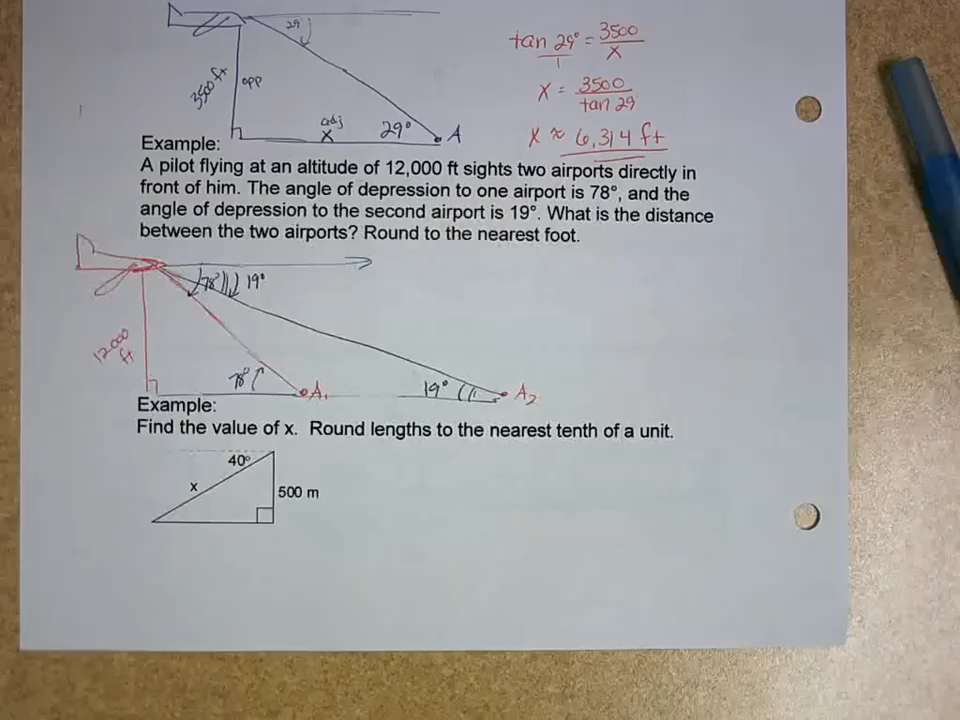 29
tan 29° = 3500/x
1
3500 ft
opp
x = 3500/tan 29
adj
x
29°
A
x ≈ 6,314 ft
Example:
A pilot flying at an altitude of 12,000 ft sights two airports directly in
front of him. The angle of depression to one airport is 78°, and the
angle of depression to the second airport is 19°. What is the distance
between the two airports? Round to the nearest foot.
78°
19°
12000
ft
78°
A₁
19°
A₂
Example:
Find the value of x. Round lengths to the nearest tenth of a unit.
40°
x
500 m